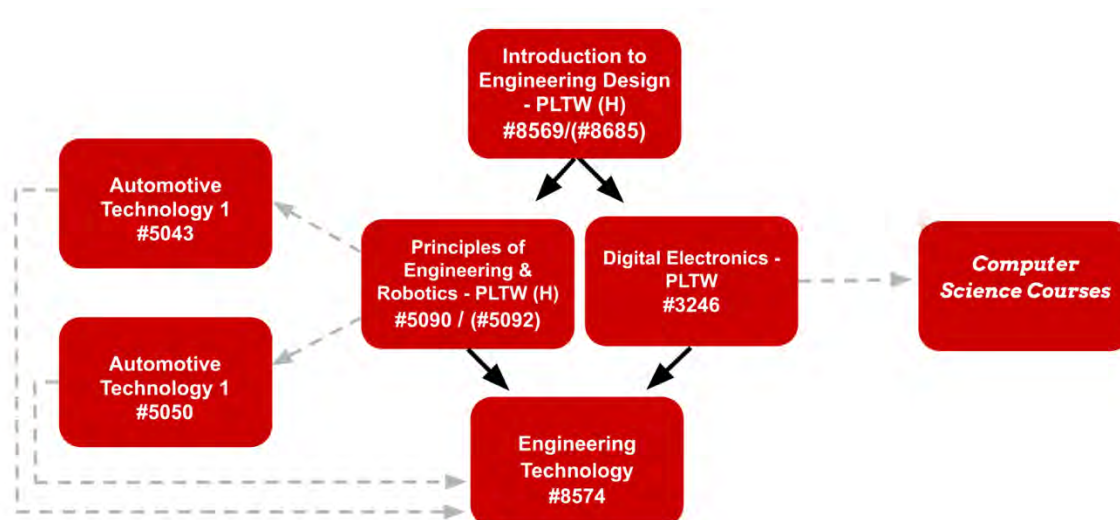 Introduction to
Engineering Design
- PLTW (H)
#8569/(#8685)
Automotive
Technology 1
#5043
Principles of
Engineering &
Robotics - PLTW (H)
#5090 / (#5092)
Digital Electronics -
PLTW
#3246
Computer
Science Courses
Automotive
Technology 1
#5050
Engineering
Technology
#8574